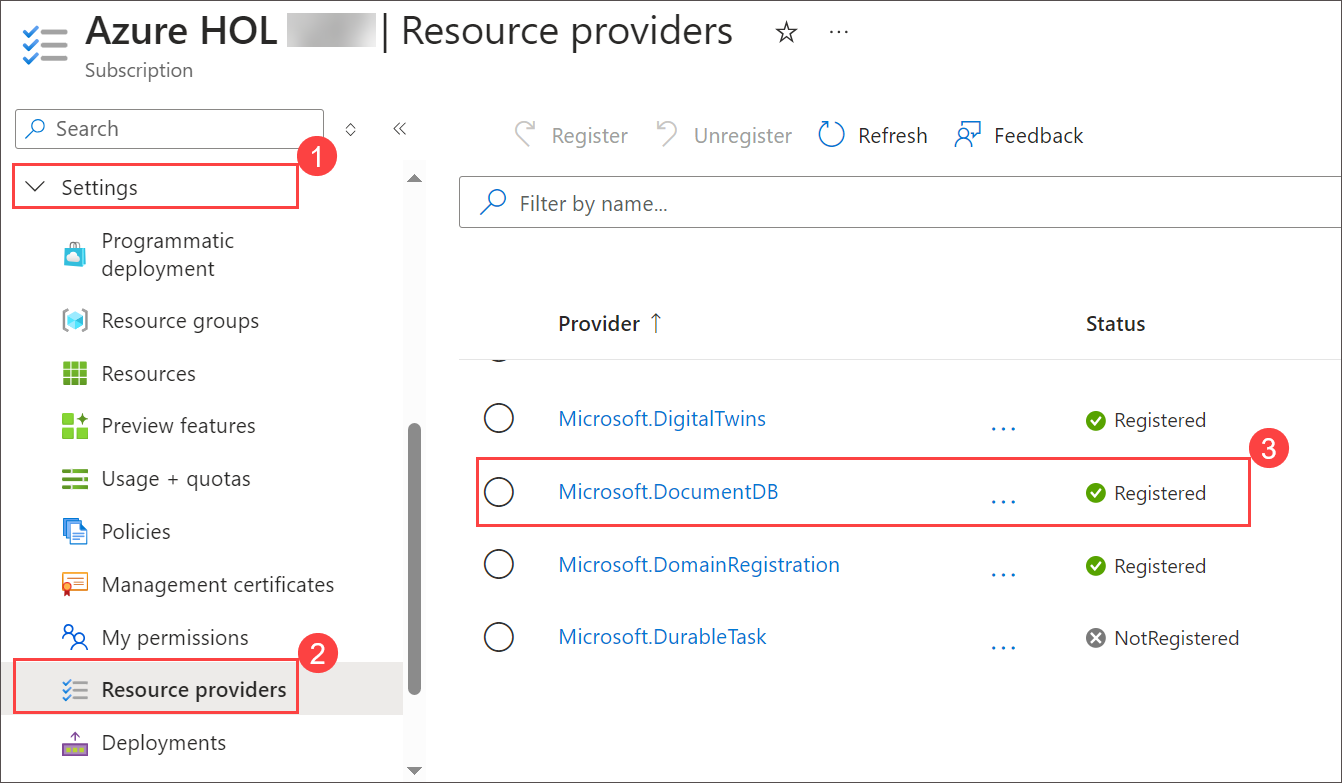 Azure HOL | Resource providers
Subscription
Search
1
Settings
Programmatic
deployment
Resource groups
Resources
Preview features
Usage + quotas
Policies
Management certificates
My permissions
2
Resource providers
Deployments
Register Unregister Refresh Feedback
Filter by name...
Provider ↑ Status
Microsoft.DigitalTwins ... Registered
3
Microsoft.DocumentDB ... Registered
Microsoft.DomainRegistration ... Registered
Microsoft.DurableTask ... NotRegistered